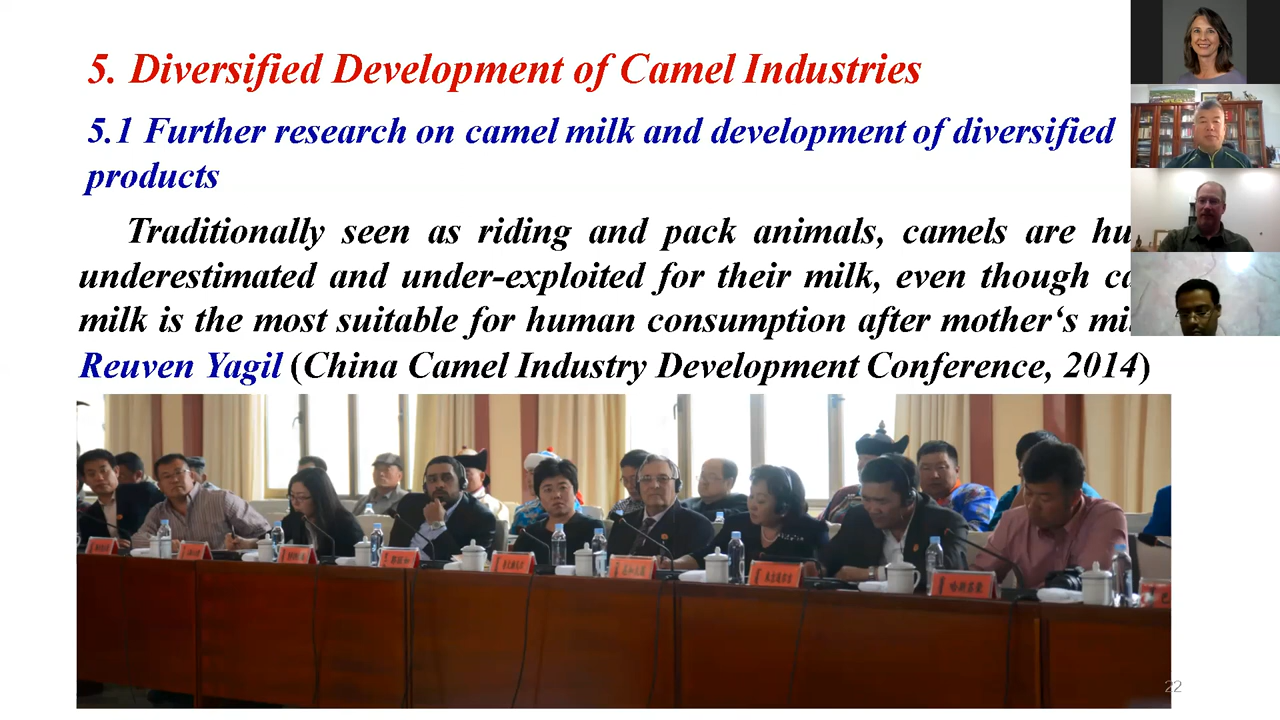 5. Diversified Development of Camel Industries
5.1 Further research on camel milk and development of diversified
products
Traditionally seen as riding and pack animals, camels are hu
underestimated and under-exploited for their milk, even though ca
milk is the most suitable for human consumption after mother‘s mi
Reuven Yagil (China Camel Industry Development Conference, 2014)
22